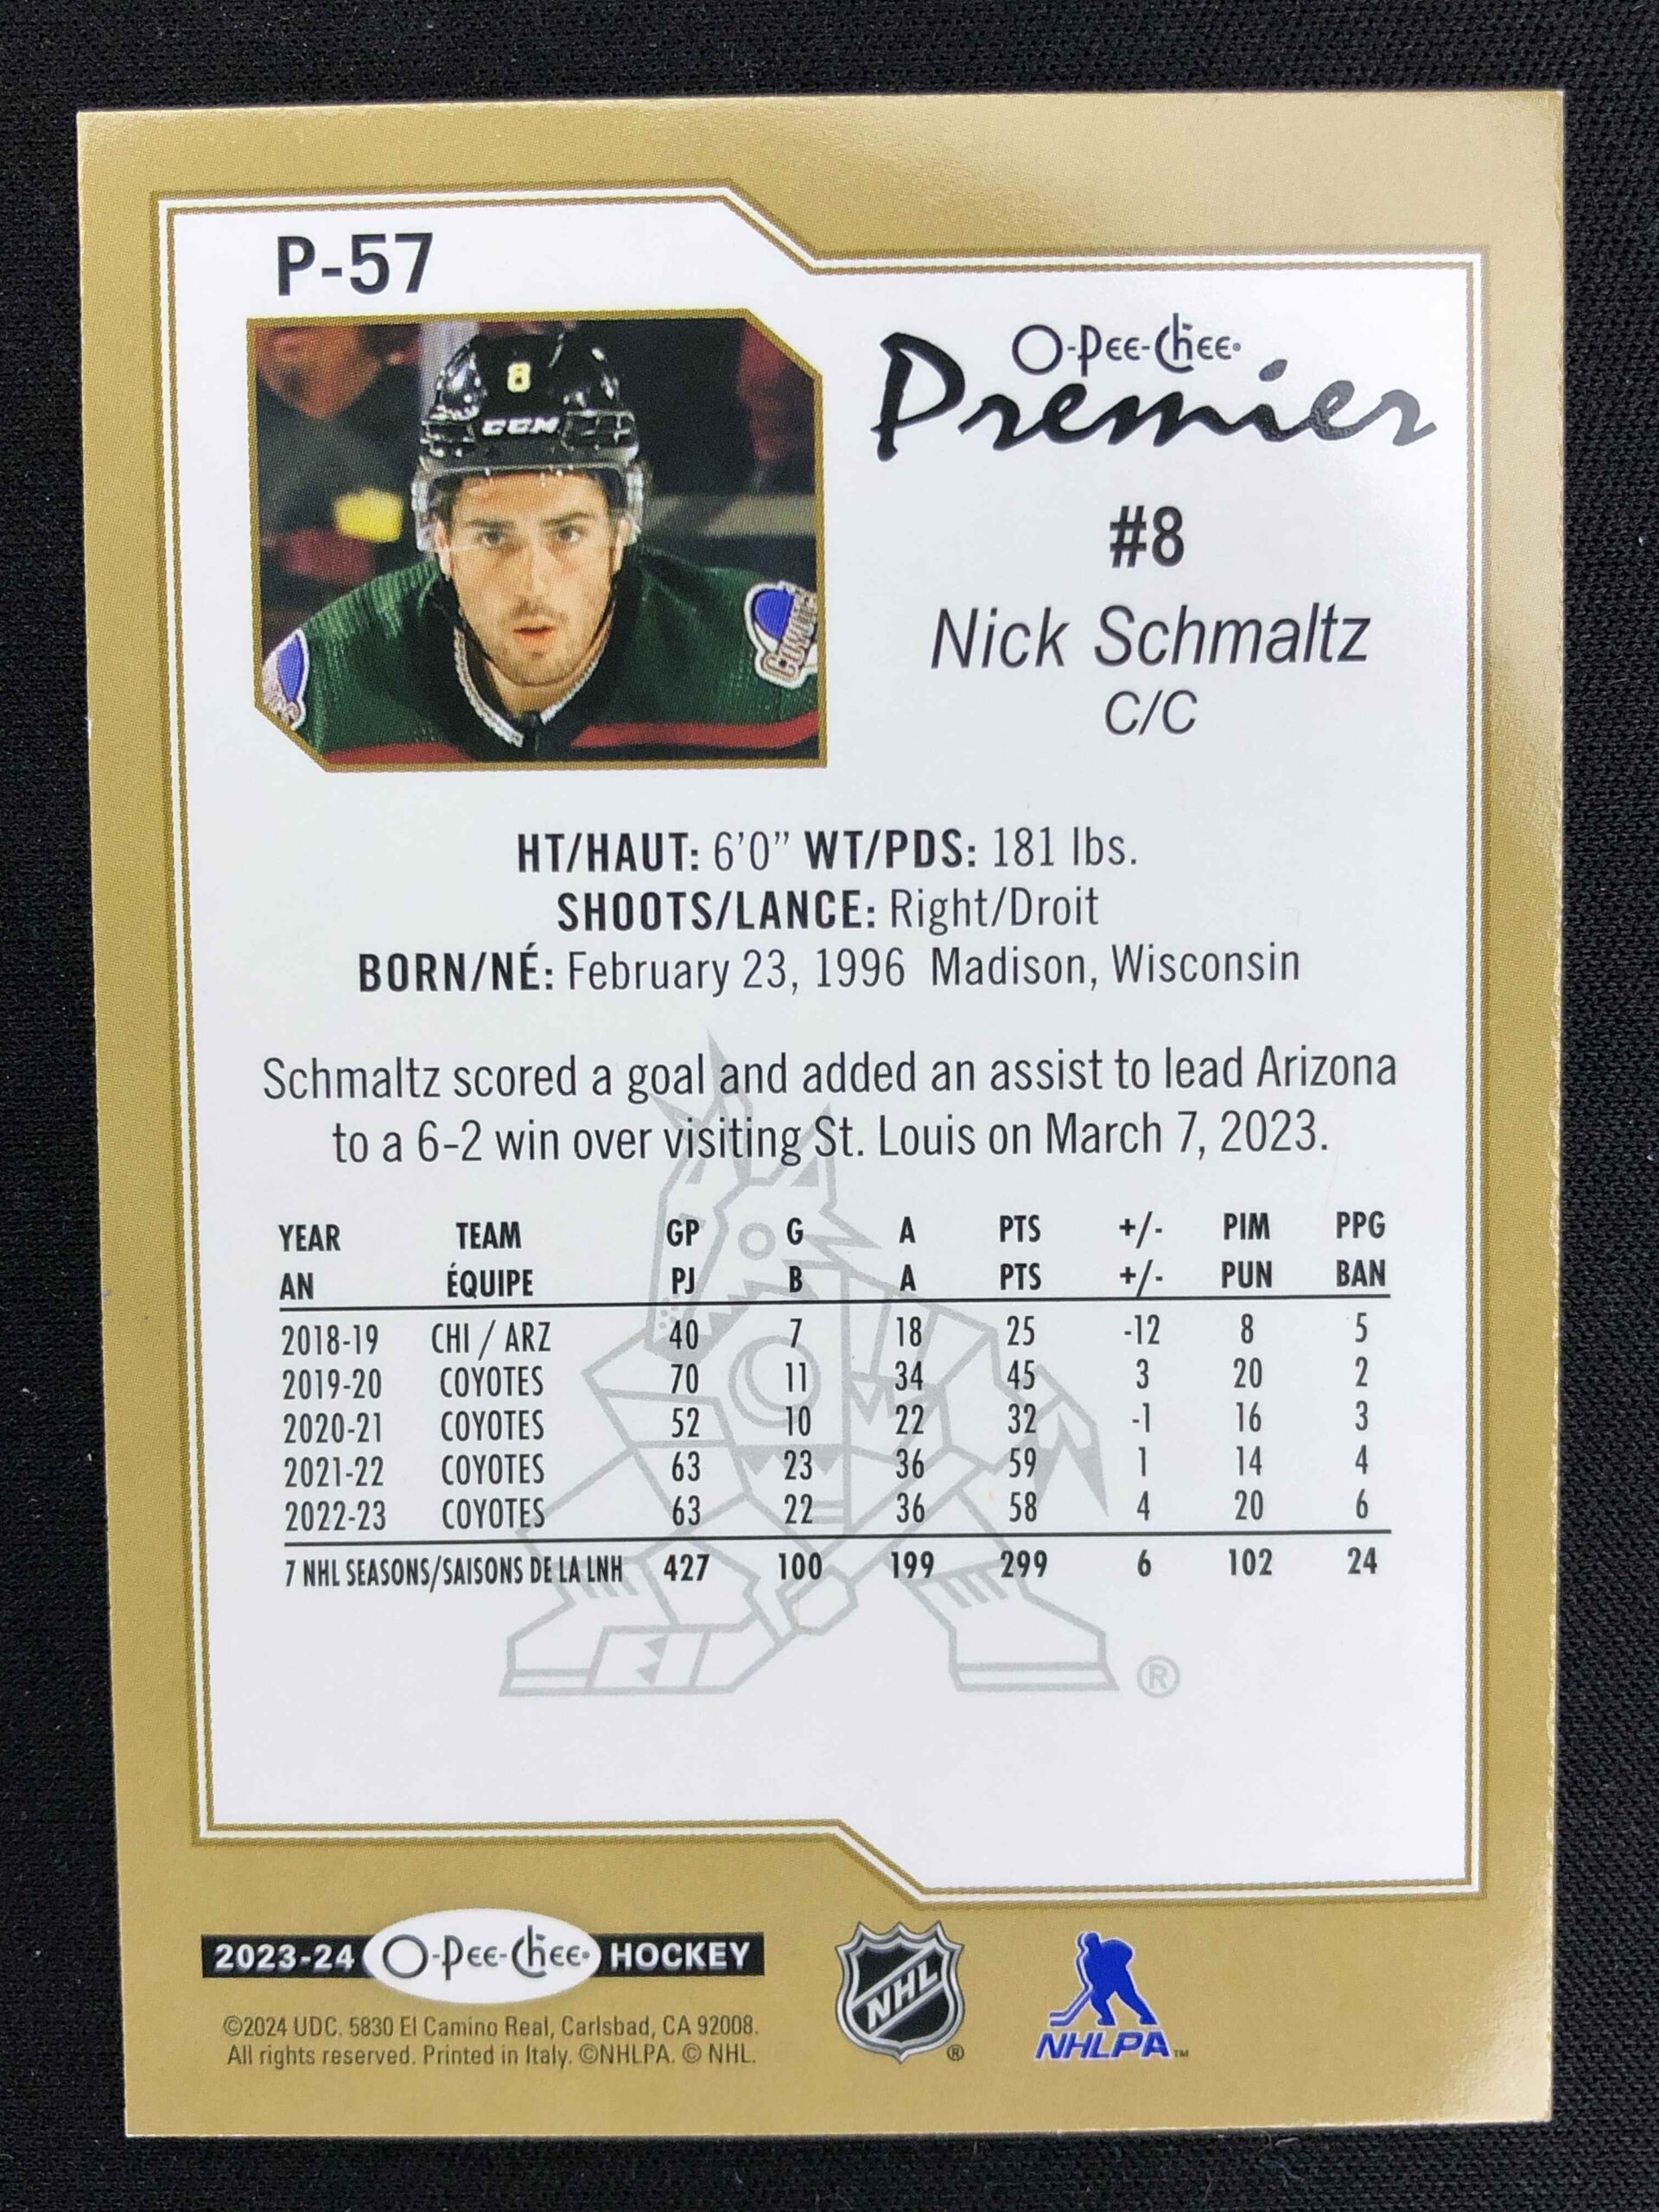 P-57
8
CCM
COYOTES
O-Pee-Chee
Premier
#8
Nick Schmaltz
C/C
HT/HAUT: 6'0" WT/PDS: 181 lbs.
SHOOTS/LANCE: Right/Droit
BORN/NÉ: February 23, 1996 Madison, Wisconsin
Schmaltz scored a goal and added an assist to lead Arizona
to a 6-2 win over visiting St. Louis on March 7, 2023.
YEAR TEAM GP G A PTS +/- PIM PPG
AN ÉQUIPE PJ B A PTS +/- PUN BAN
2018-19 CHI / ARZ 40 7 18 25 -12 8 5
2019-20 COYOTES 70 11 34 45 3 20 2
2020-21 COYOTES 52 10 22 32 -1 16 3
2021-22 COYOTES 63 23 36 59 1 14 4
2022-23 COYOTES 63 22 36 58 4 20 6
7 NHL SEASONS/SAISONS DE LA LNH 427 100 199 299 6 102 24
®
2023-24 O-Pee-Chee HOCKEY
©2024 UDC. 5830 El Camino Real, Carlsbad, CA 92008.
All rights reserved. Printed in Italy. ©NHLPA. © NHL.
NHL ®
NHLPA ™